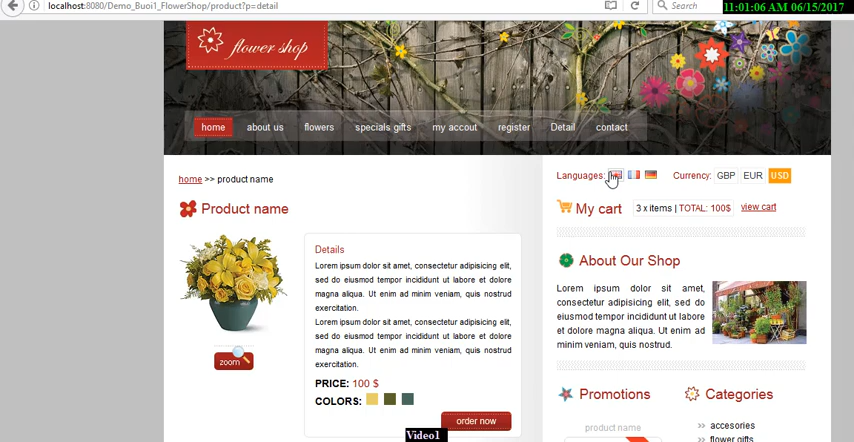 localhost:8080/Demo_Buoi1_FlowerShop/product?p=detail
Search
11:01:06 AM 06/15/2017
flower shop
home
about us
flowers
specials gifts
my accout
register
Detail
contact
home >> product name
Languages:
Currency:
GBP
EUR
USD
Product name
My cart
3 x items | TOTAL: 100$
view cart
Details
Lorem ipsum dolor sit amet, consectetur adipisicing elit,
sed do eiusmod tempor incididunt ut labore et dolore
magna aliqua. Ut enim ad minim veniam, quis nostrud
exercitation.
Lorem ipsum dolor sit amet, consectetur adipisicing elit,
sed do eiusmod tempor incididunt ut labore et dolore
magna aliqua. Ut enim ad minim veniam, quis nostrud
exercitation.
PRICE: 100 $
COLORS:
order now
zoom
About Our Shop
Lorem ipsum dolor sit amet,
consectetur adipisicing elit, sed do
eiusmod tempor incididunt ut labore
et dolore magna aliqua. Ut enim ad
minim veniam, quis nostrud.
Promotions
product name
Categories
>> accesories
>> flower gifts
Video1